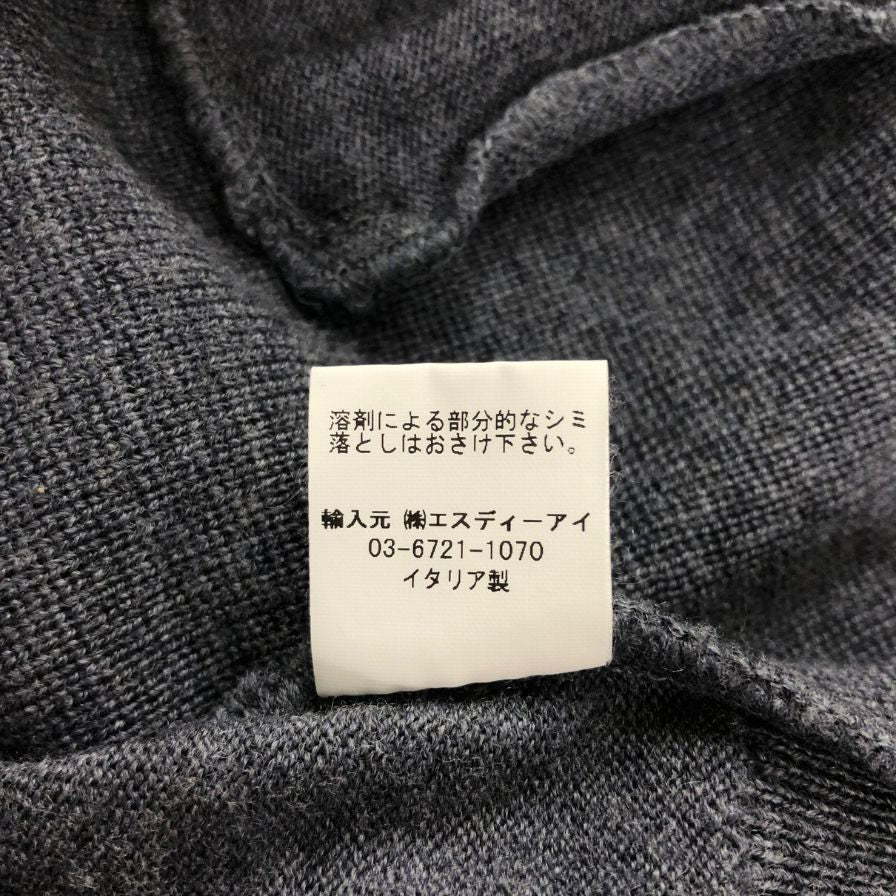 溶剤による部分的なシミ
落としはおさけ下さい。
輸入元 ㈱エスディーアイ
03-6721-1070
イタリア製